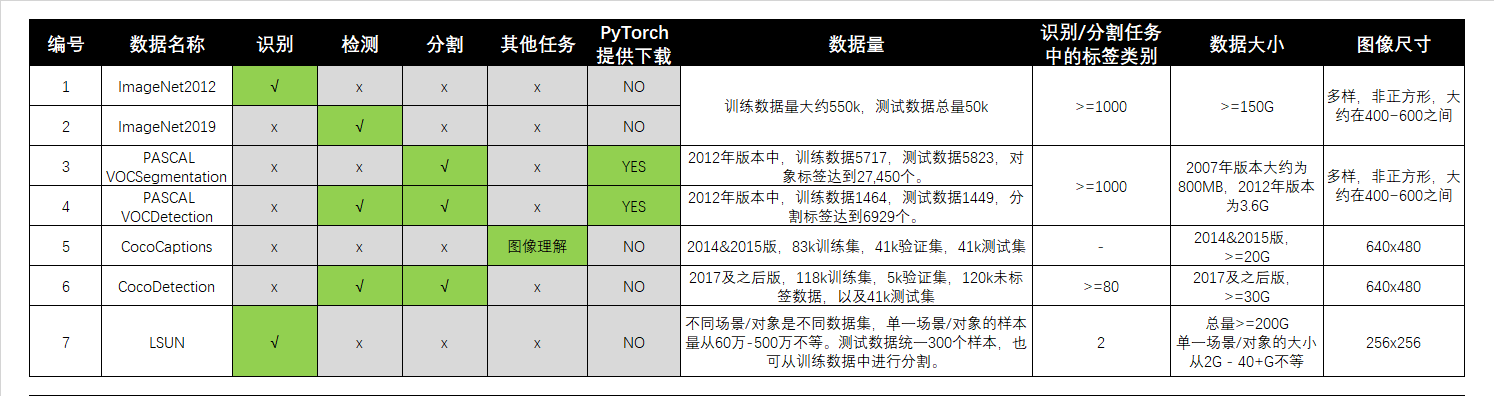 编号 数据名称 识别 检测 分割 其他任务 PyTorch提供下载 数据量 识别/分割任务中的标签类别 数据大小 图像尺寸
1 ImageNet2012 √ x x x NO 训练数据量大约550k，测试数据总量50k >=1000 >=150G 多样，非正方形，大约在400-600之间
2 ImageNet2019 x √ x x NO
3 PASCAL VOCSegmentation x x √ x YES 2012年版本中，训练数据5717，测试数据5823，对象标签达到27,450个。 >=1000 2007年版本大约为800MB，2012年版本为3.6G 多样，非正方形，大约在400-600之间
4 PASCAL VOCDetection x √ √ x YES 2012年版本中，训练数据1464，测试数据1449，分割标签达到6929个。
5 CocoCaptions x x x 图像理解 NO 2014&2015版，83k训练集，41k验证集，41k测试集 - 2014&2015版，>=20G 640x480
6 CocoDetection x √ √ x NO 2017及之后版，118k训练集，5k验证集，120k未标签数据，以及41k测试集 >=80 2017及之后版，>=30G 640x480
7 LSUN √ x x x NO 不同场景/对象是不同数据集，单一场景/对象的样本量从60万-500万不等。测试数据统一300个样本，也可从训练数据中进行分割。 2 总量>=200G 单一场景/对象的大小从2G - 40+G不等 256x256